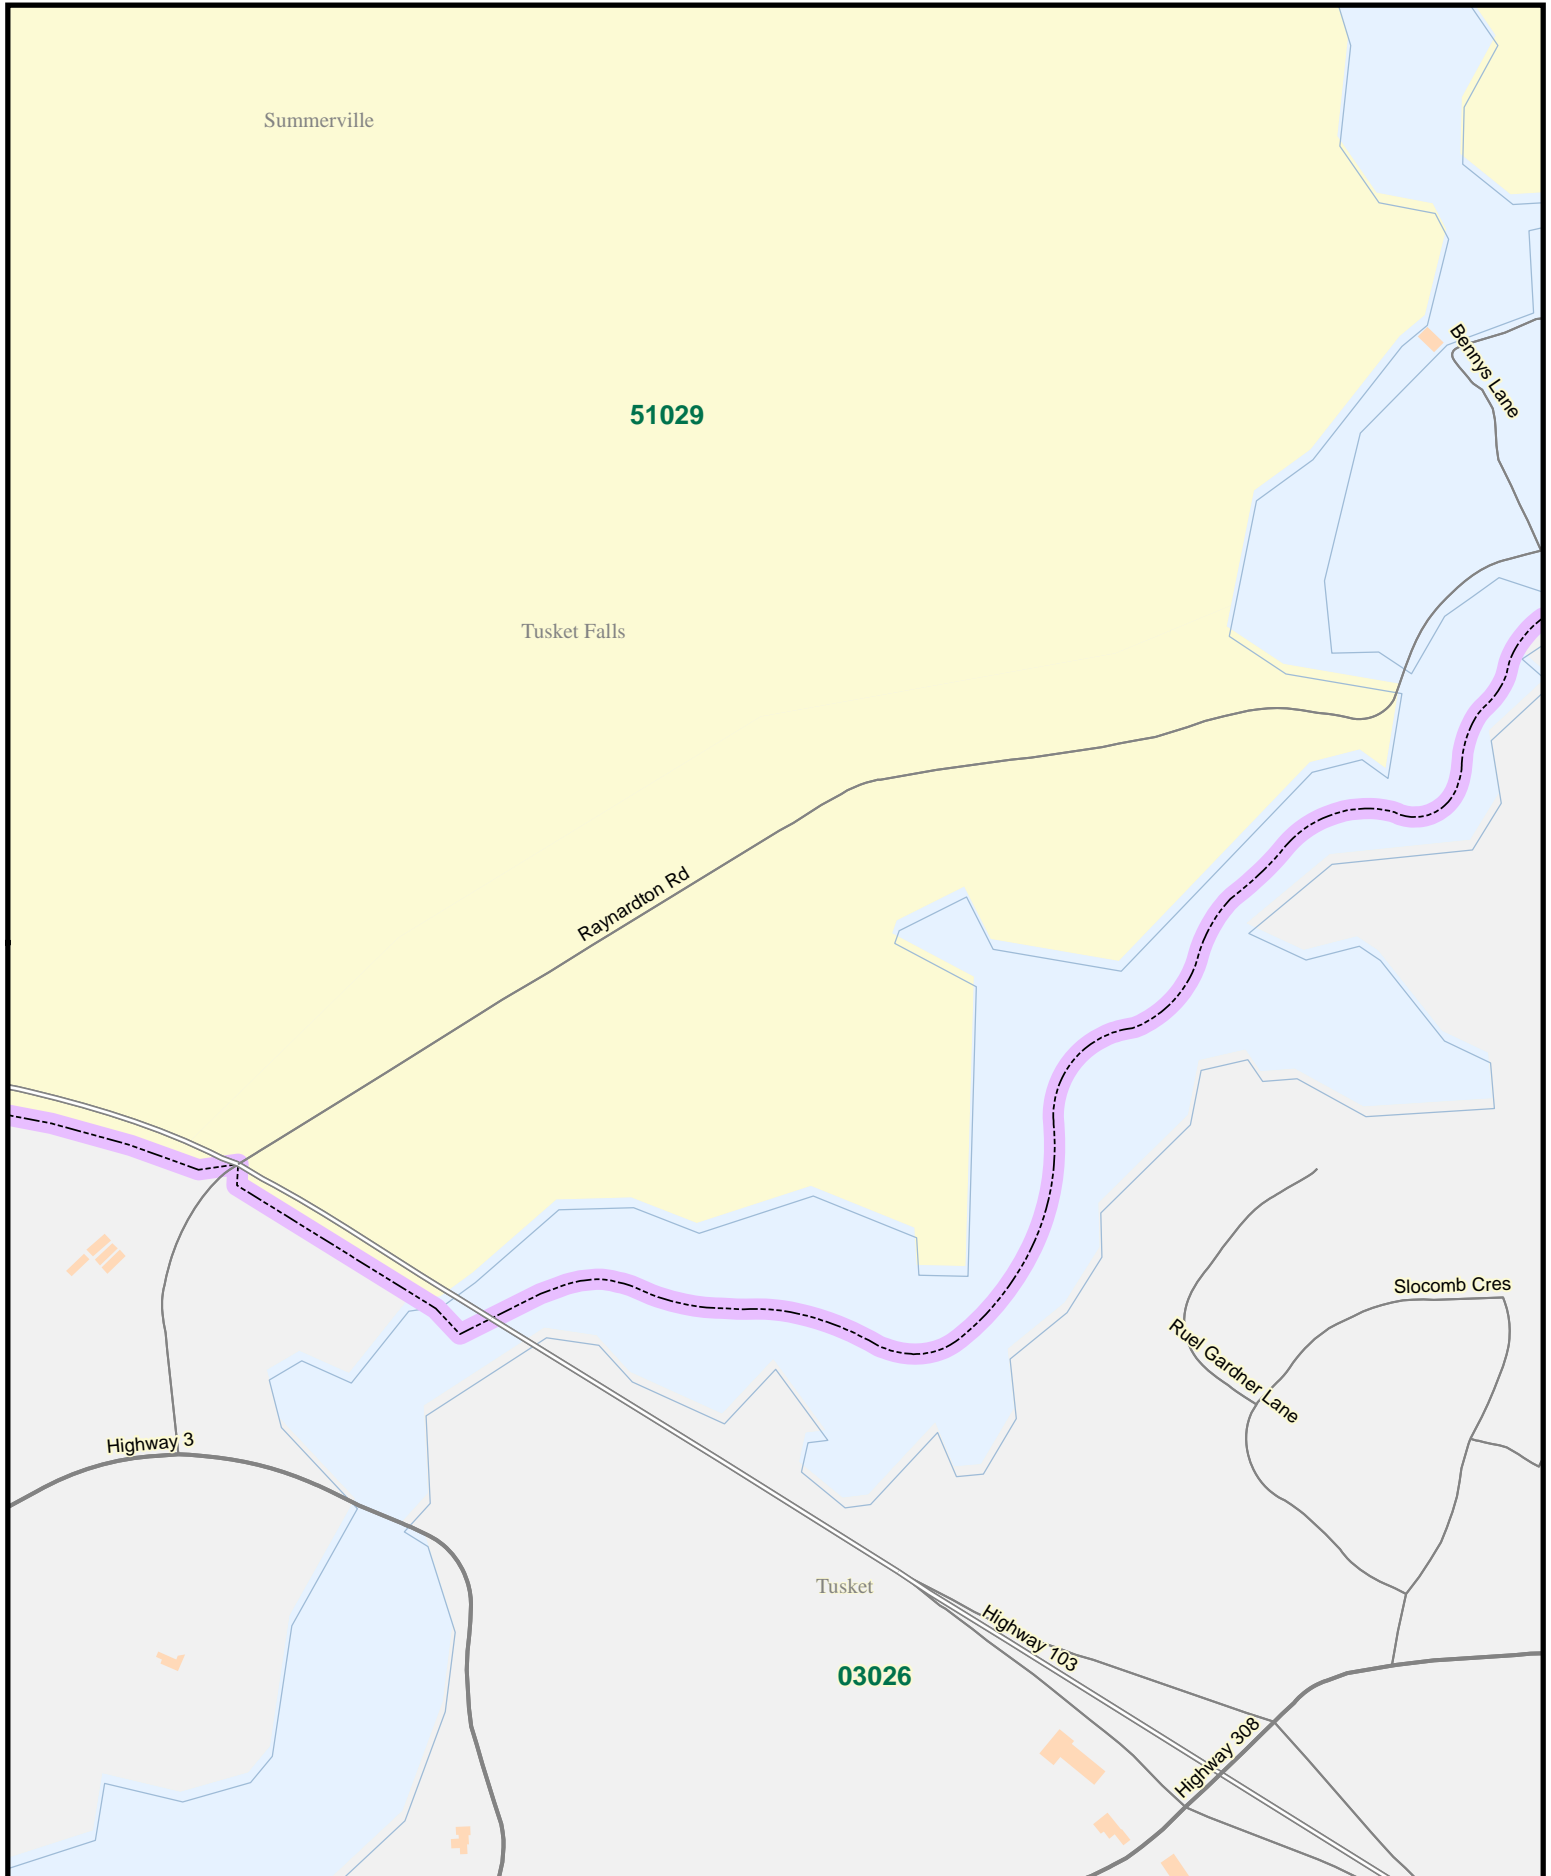 Summerville
Bennys Lane
51029
Tusket Falls
Raynardton Rd
Slocomb Cres
Ruel Gardner Lane
Highway 3
Tusket
Highway 103
03026
Highway 308